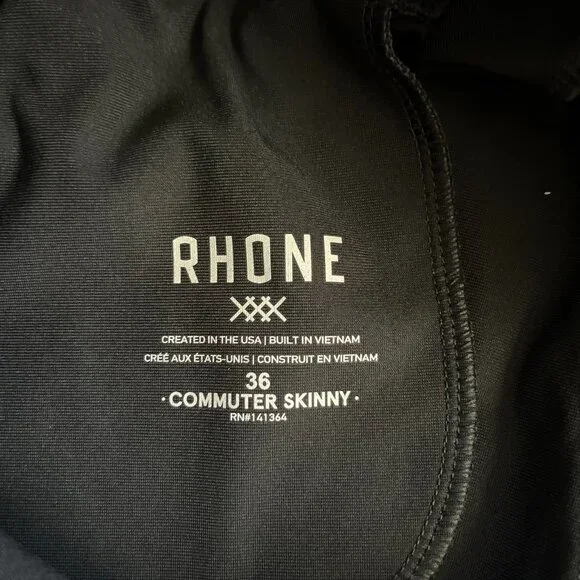 RHONE
CREATED IN THE USA | BUILT IN VIETNAM
CRÉÉ AUX ÉTATS-UNIS | CONSTRUIT EN VIETNAM
36
· COMMUTER SKINNY ·
RN#141364